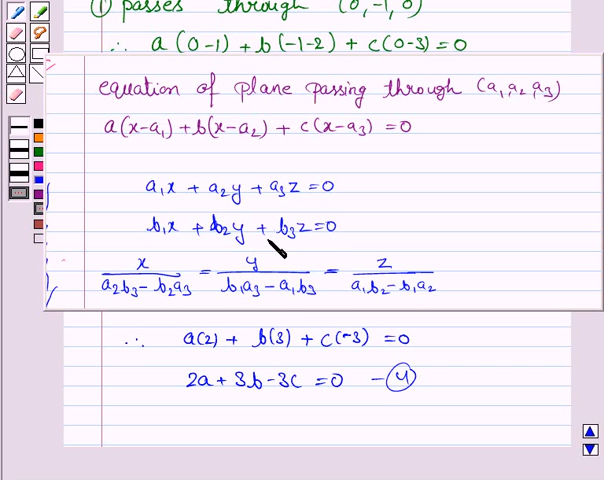 ① passes through (0,-1,0)
∴ a(0-1) + b(-1-2) + c(0-3) = 0
equation of plane passing through (a₁,a₂,a₃)
a(x-a₁) + b(x-a₂) + c(x-a₃) = 0
a₁x + a₂y + a₃z = 0
b₁x + b₂y + b₃z = 0
x/(a₂b₃ - b₂a₃) = y/(b₁a₃ - a₁b₃) = z/(a₁b₂ - b₁a₂)
∴ a(2) + b(3) + c(-3) = 0
2a + 3b - 3c = 0 - ④